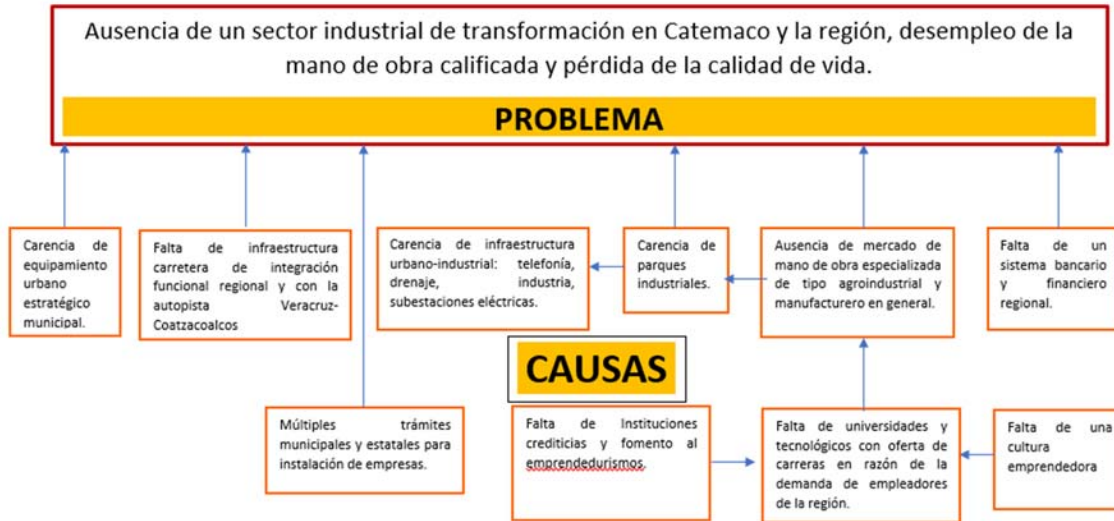 Ausencia de un sector industrial de transformación en Catemaco y la región, desempleo de la
mano de obra calificada y pérdida de la calidad de vida.
PROBLEMA
Carencia de
equipamiento
urbano
estratégico
municipal.
Falta de infraestructura
carretera de integración
funcional regional y con la
autopista Veracruz-
Coatzacoalcos
Carencia de infraestructura
urbano-industrial: telefonía,
drenaje, industria,
subestaciones eléctricas.
Carencia de
parques
industriales.
Ausencia de mercado de
mano de obra especializada
de tipo agroindustrial y
manufacturero en general.
Falta de un
sistema bancario
y financiero
regional.
CAUSAS
Múltiples trámites
municipales y estatales para
instalación de empresas.
Falta de Instituciones
crediticias y fomento al
emprendedurismos.
Falta de universidades y
tecnológicos con oferta de
carreras en razón de la
demanda de empleadores
de la región.
Falta de una
cultura
emprendedora